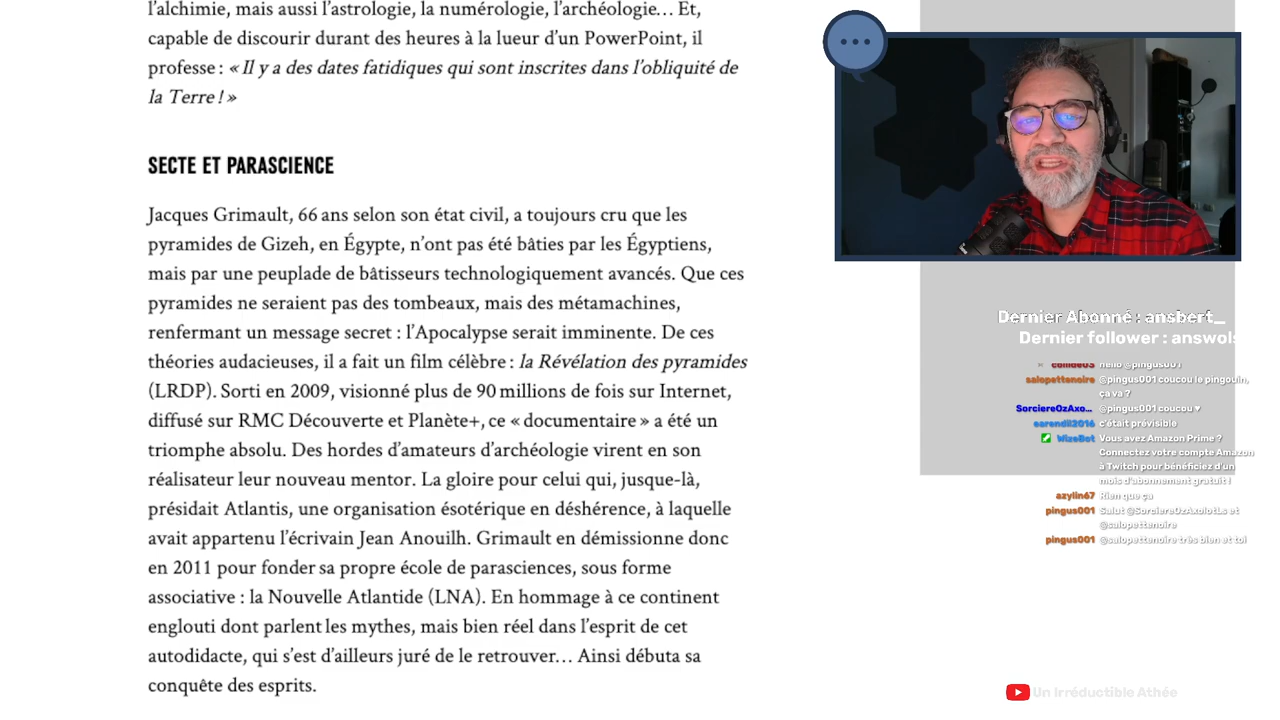 l’alchimie, mais aussi l’astrologie, la numérologie, l’archéologie… Et,
capable de discourir durant des heures à la lueur d’un PowerPoint, il
professe : « Il y a des dates fatidiques qui sont inscrites dans l’obliquité de
la Terre ! »
SECTE ET PARASCIENCE
Jacques Grimault, 66 ans selon son état civil, a toujours cru que les
pyramides de Gizeh, en Égypte, n’ont pas été bâties par les Égyptiens,
mais par une peuplade de bâtisseurs technologiquement avancés. Que ces
pyramides ne seraient pas des tombeaux, mais des métamachines,
renfermant un message secret : l’Apocalypse serait imminente. De ces
théories audacieuses, il a fait un film célèbre : la Révélation des pyramides
(LRDP). Sorti en 2009, visionné plus de 90 millions de fois sur Internet,
diffusé sur RMC Découverte et Planète+, ce « documentaire » a été un
triomphe absolu. Des hordes d’amateurs d’archéologie virent en son
réalisateur leur nouveau mentor. La gloire pour celui qui, jusque-là,
présidait Atlantis, une organisation ésotérique en déshérence, à laquelle
avait appartenu l’écrivain Jean Anouilh. Grimault en démissionne donc
en 2011 pour fonder sa propre école de parasciences, sous forme
associative : la Nouvelle Atlantide (LNA). En hommage à ce continent
englouti dont parlent les mythes, mais bien réel dans l’esprit de cet
autodidacte, qui s’est d’ailleurs juré de le retrouver… Ainsi débuta sa
conquête des esprits.
Dernier Abonné : ansbert_
Dernier follower : answols
hello @pingus001
salopettenoire @pingus001 coucou le pingouin,
ça va ?
SorciereOzAxo... @pingus001 coucou ♥
earendil2016 c'était prévisible
WizeBot Vous avez Amazon Prime ?
Connectez votre compte Amazon
à Twitch pour bénéficiez d'un
mois d'abonnement gratuit !
azylin67 Rien que ça
pingus001 Salut @SorciereOzAxolotLs et
@salopettenoire
pingus001 @salopettenoire très bien et toi
Un Irréductible Athée